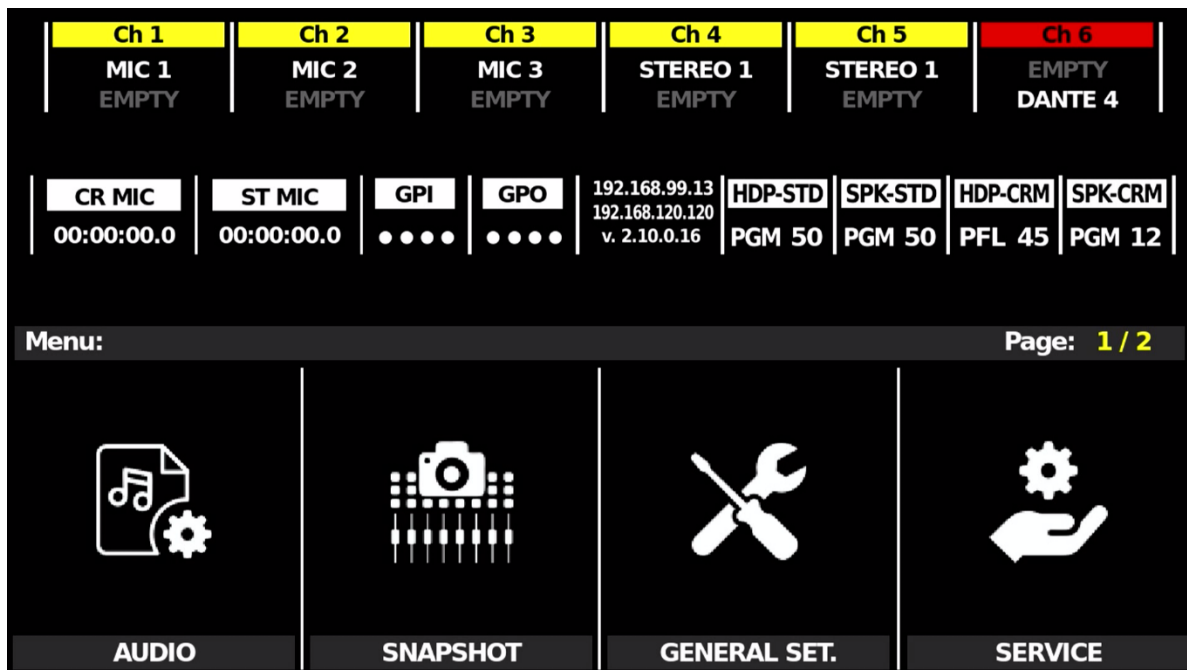 Ch 1 Ch 2 Ch 3 Ch 4 Ch 5 Ch 6
MIC 1 MIC 2 MIC 3 STEREO 1 STEREO 1 EMPTY
EMPTY EMPTY EMPTY EMPTY EMPTY DANTE 4
CR MIC ST MIC GPI GPO 192.168.99.13 HDP-STD SPK-STD HDP-CRM SPK-CRM
192.168.120.120
00:00:00.0 00:00:00.0 v. 2.10.0.16 PGM 50 PGM 50 PFL 45 PGM 12
Menu: Page: 1 / 2
AUDIO SNAPSHOT GENERAL SET. SERVICE